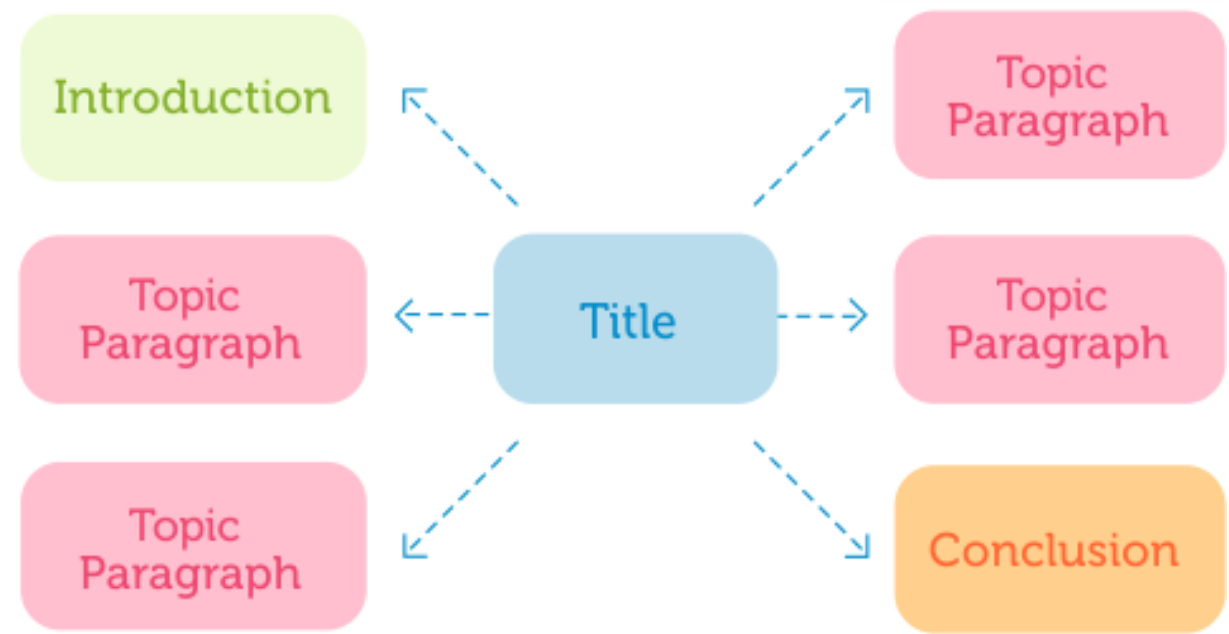 Introduction
Topic
Paragraph
Topic
Paragraph
Title
Topic
Paragraph
Topic
Paragraph
Topic
Paragraph
Conclusion